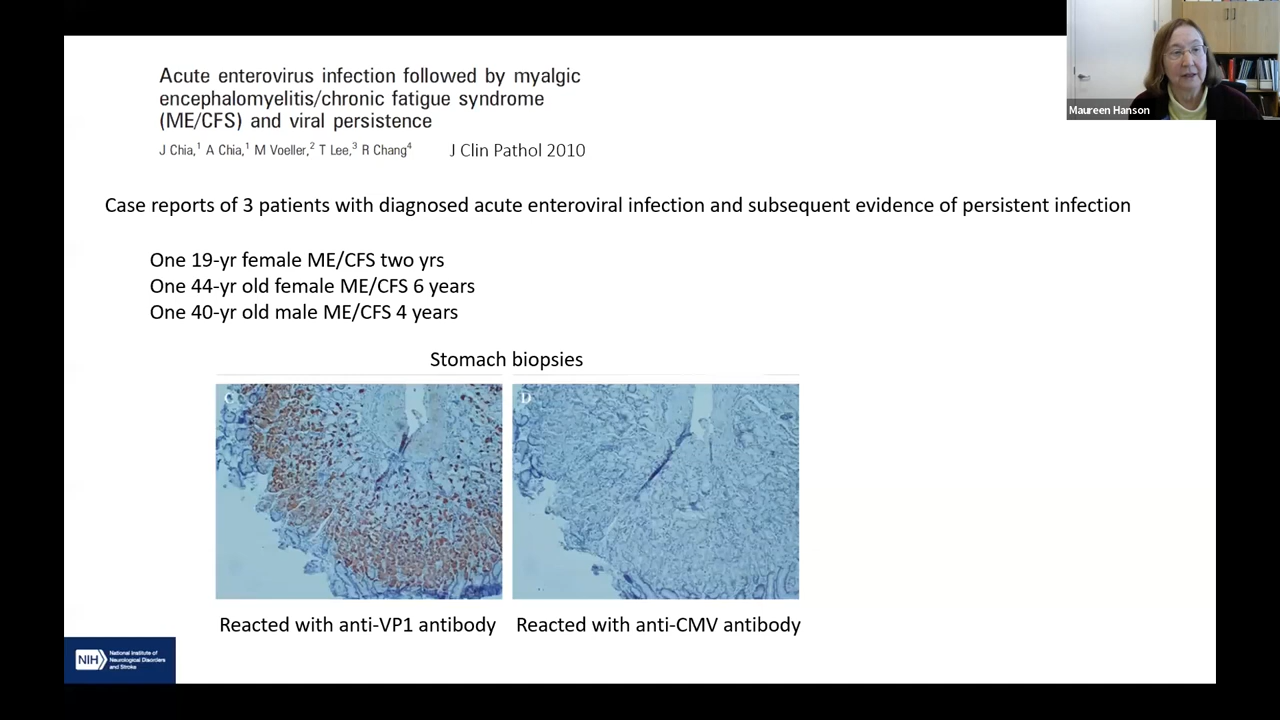 Acute enterovirus infection followed by myalgic
encephalomyelitis/chronic fatigue syndrome
(ME/CFS) and viral persistence
J Chia,¹ A Chia,¹ M Voeller,² T Lee,³ R Chang⁴ J Clin Pathol 2010
Maureen Hanson
Case reports of 3 patients with diagnosed acute enteroviral infection and subsequent evidence of persistent infection
One 19-yr female ME/CFS two yrs
One 44-yr old female ME/CFS 6 years
One 40-yr old male ME/CFS 4 years
Stomach biopsies
C D
Reacted with anti-VP1 antibody Reacted with anti-CMV antibody
NIH
National Institute of
Neurological Disorders
and Stroke